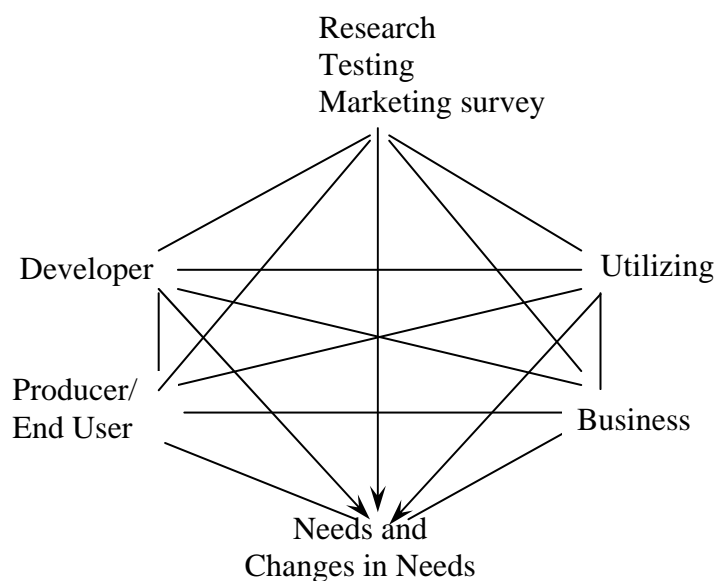 Research
Testing
Marketing survey
Developer
Utilizing
Producer/
End User
Business
Needs and
Changes in Needs